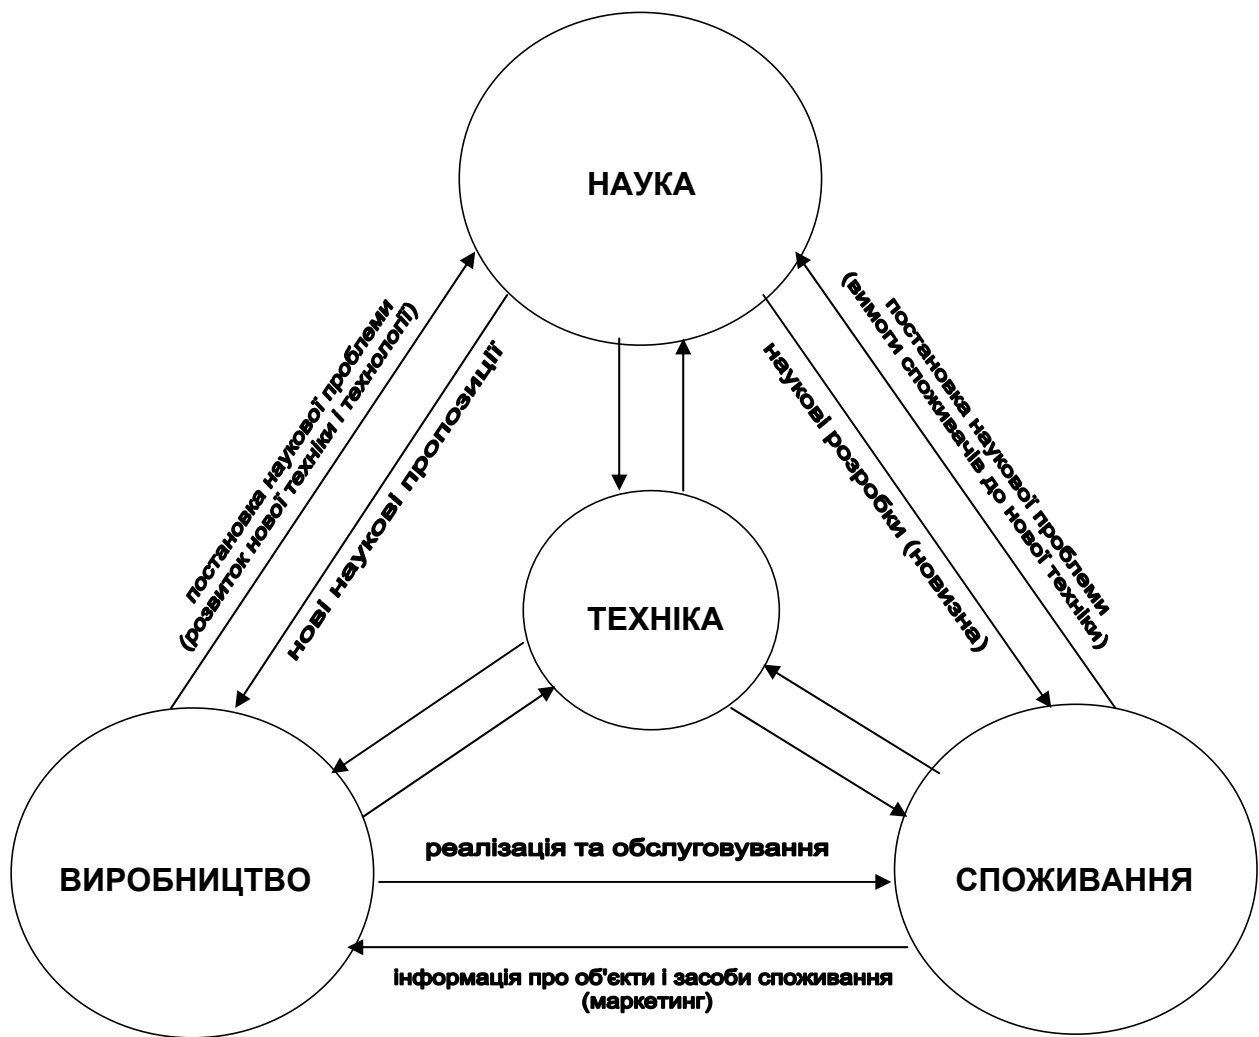 НАУКА
постановка наукової проблеми
(розвиток нової техніки і технології)
нові наукові пропозиції
наукові розробки (новизна)
постановка наукової проблеми
(вимоги споживачів до нової техніки)
ТЕХНІКА
реалізація та обслуговування
ВИРОБНИЦТВО
СПОЖИВАННЯ
інформація про об'єкти і засоби споживання
(маркетинг)